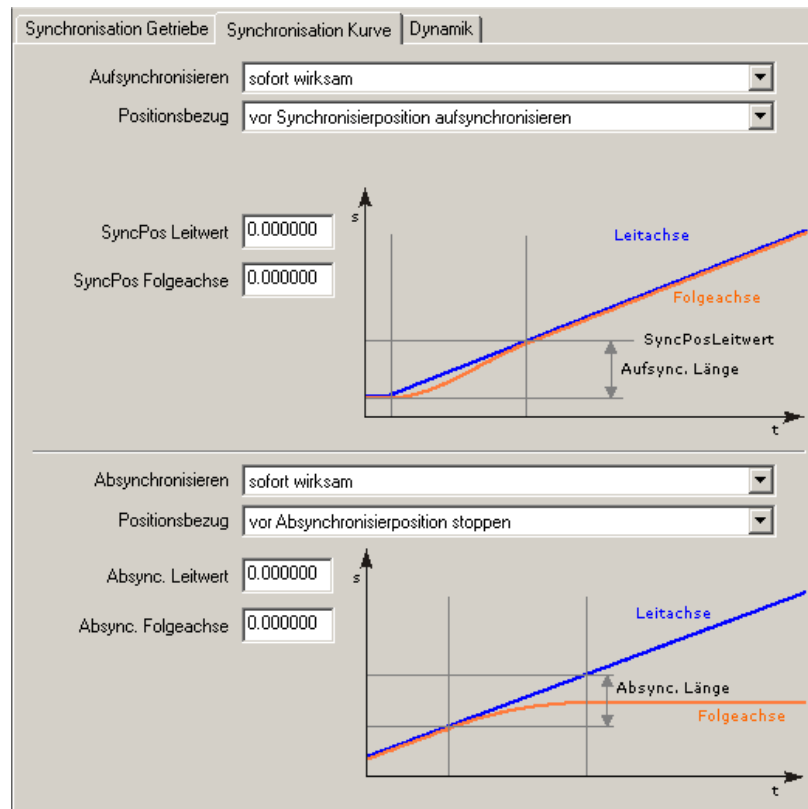 Synchronisation Getriebe Synchronisation Kurve Dynamik
Aufsynchronisieren sofort wirksam
Positionsbezug vor Synchronisierposition aufsynchronisieren
SyncPos Leitwert 0.000000
SyncPos Folgeachse 0.000000
s
Leitachse
Folgeachse
SyncPosLeitwert
Aufsync. Länge
t
Absynchronisieren sofort wirksam
Positionsbezug vor Absynchronisierposition stoppen
Absync. Leitwert 0.000000
Absync. Folgeachse 0.000000
s
Leitachse
Absync. Länge
Folgeachse
t